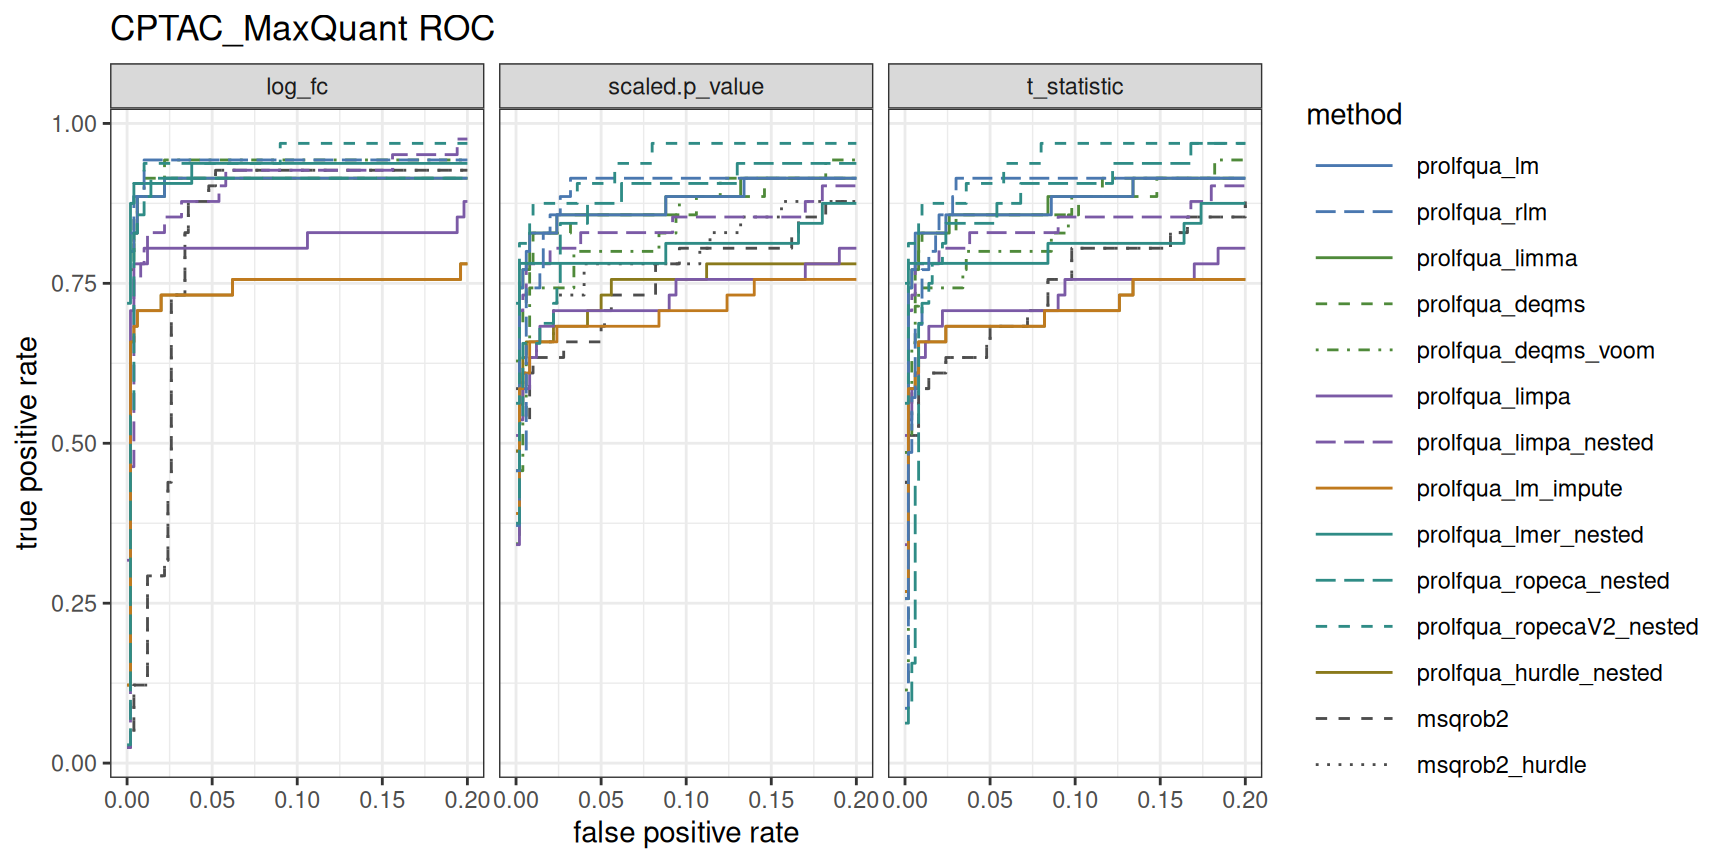 CPTAC_MaxQuant ROC
log_fc
scaled.p_value
t_statistic
1.00
0.75
0.50
0.25
0.00
true positive rate
0.00 0.05 0.10 0.15 0.20
0.00 0.05 0.10 0.15 0.20
0.00 0.05 0.10 0.15 0.20
false positive rate
method
prolfqua_lm
prolfqua_rlm
prolfqua_limma
prolfqua_deqms
prolfqua_deqms_voom
prolfqua_limpa
prolfqua_limpa_nested
prolfqua_lm_impute
prolfqua_lmer_nested
prolfqua_ropeca_nested
prolfqua_ropecaV2_nested
prolfqua_hurdle_nested
msqrob2
msqrob2_hurdle